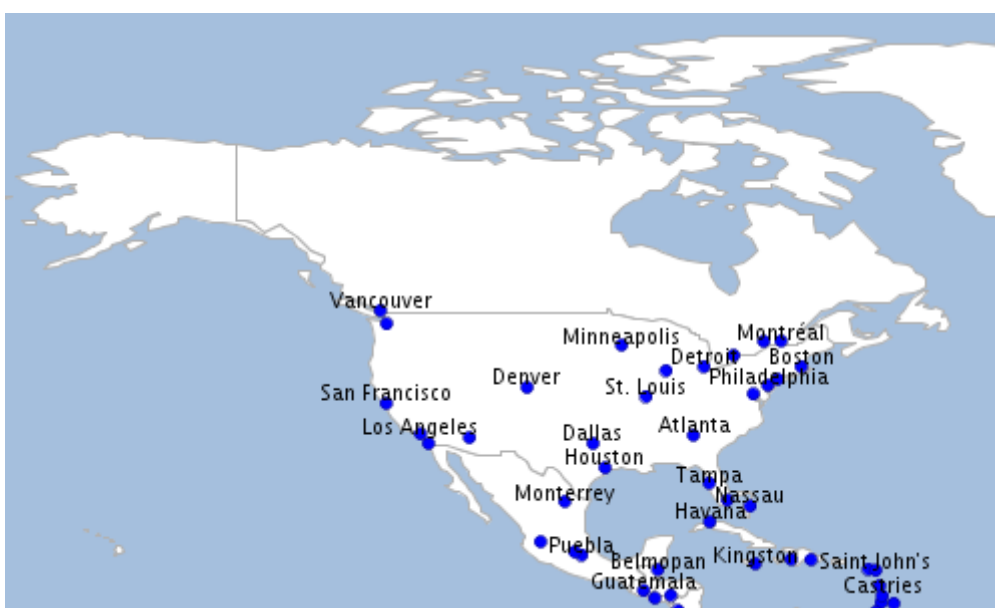 Vancouver
Minneapolis
Montréal
Detroit
Boston
Denver
Philadelphia
St. Louis
San Francisco
Los Angeles
Atlanta
Dallas
Houston
Tampa
Monterrey
Nassau
Havana
Puebla
Kingston
Belmopan
Saint John's
Guatemala
Castries